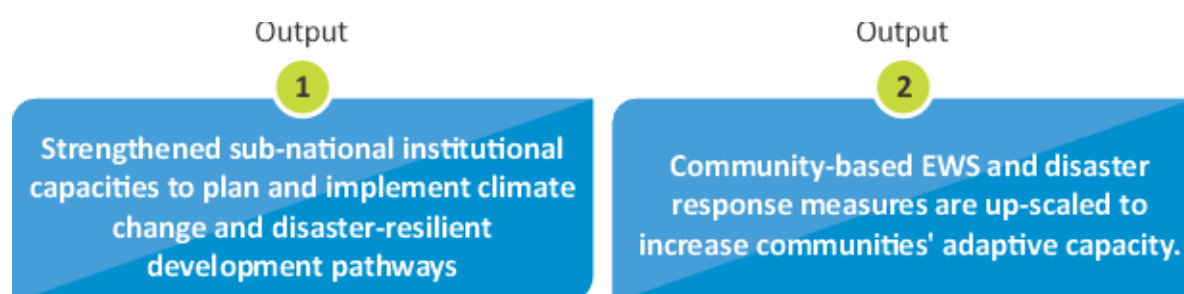 Output
1
Strengthened sub-national institutional
capacities to plan and implement climate
change and disaster-resilient
development pathways
Output
2
Community-based EWS and disaster
response measures are up-scaled to
increase communities' adaptive capacity.